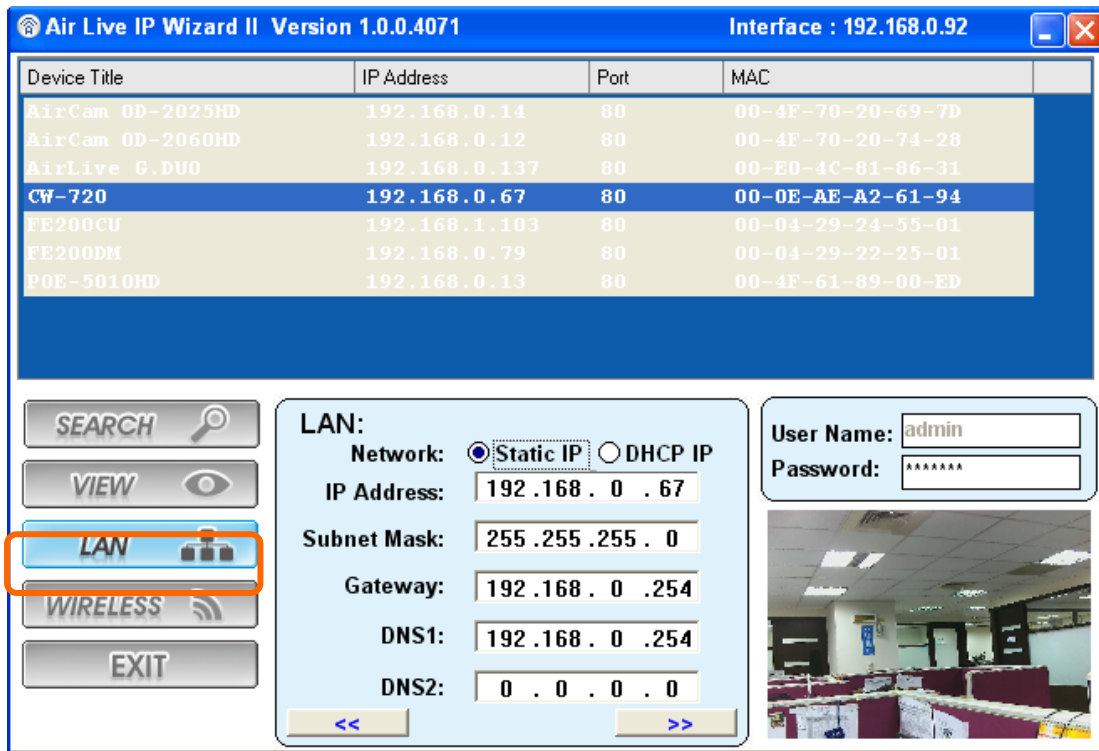 Air Live IP Wizard II Version 1.0.0.4071 Interface : 192.168.0.92
Device Title IP Address Port MAC
AirCam OD-2025HD 192.168.0.14 80 00-4F-70-20-69-7D
AirCam OD-2060HD 192.168.0.12 80 00-4F-70-20-74-28
AirLive G.DUO 192.168.0.137 80 00-E0-4C-81-86-31
CW-720 192.168.0.67 80 00-0E-AE-A2-61-94
FE200CU 192.168.1.103 80 00-04-29-24-55-01
FE200DM 192.168.0.79 80 00-04-29-22-25-01
POE-5010HD 192.168.0.13 80 00-4F-61-89-00-ED
SEARCH
VIEW
LAN
WIRELESS
EXIT
LAN:
Network: Static IP DHCP IP
IP Address: 192.168.0.67
Subnet Mask: 255.255.255.0
Gateway: 192.168.0.254
DNS1: 192.168.0.254
DNS2: 0.0.0.0
<< >>
User Name: admin
Password: *******